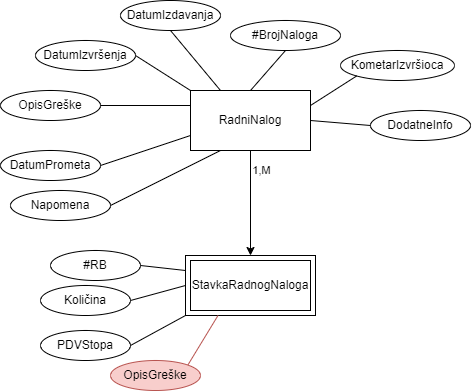 DatumIzdavanja
#BrojNaloga
DatumIzvršenja
KometarIzvršioca
OpisGreške
RadniNalog
DodatneInfo
DatumPrometa
1,M
Napomena
#RB
StavkaRadnogNaloga
Količina
PDVStopa
OpisGreške